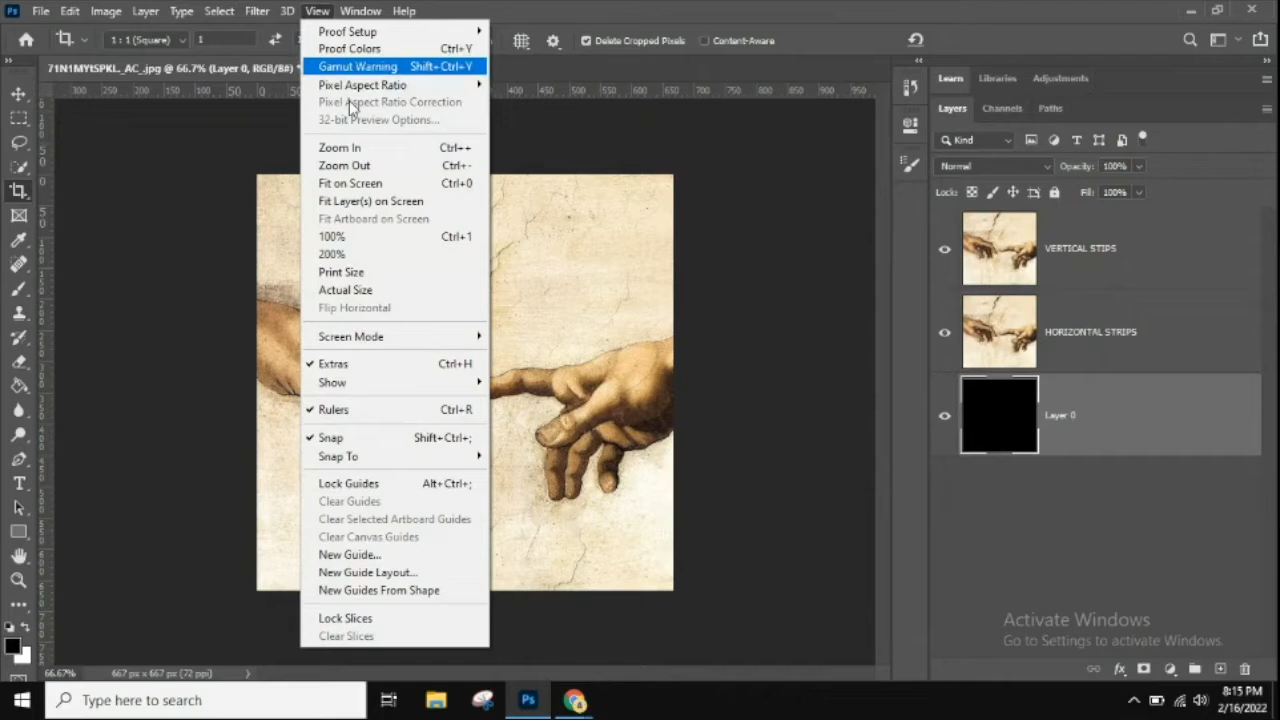 Ps File Edit Image Layer Type Select Filter 3D View Window Help
1 : 1 (Square) 1 Delete Cropped Pixels Content-Aware
71N1MYtSPKL._AC_.jpg @ 66.7% (Layer 0, RGB/8#) *
300 250 200 150 100 50 0 400 450 500 550 600 650 700 750 800 850 900 950
Proof Setup
Proof Colors Ctrl+Y
Gamut Warning Shift+Ctrl+Y
Pixel Aspect Ratio
Pixel Aspect Ratio Correction
32-bit Preview Options...
Zoom In Ctrl++
Zoom Out Ctrl+-
Fit on Screen Ctrl+0
Fit Layer(s) on Screen
Fit Artboard on Screen
100% Ctrl+1
200%
Print Size
Actual Size
Flip Horizontal
Screen Mode
Extras Ctrl+H
Show
Rulers Ctrl+R
Snap Shift+Ctrl+;
Snap To
Lock Guides Alt+Ctrl+;
Clear Guides
Clear Selected Artboard Guides
Clear Canvas Guides
New Guide...
New Guide Layout...
New Guides From Shape
Lock Slices
Clear Slices
Learn Libraries Adjustments
Layers Channels Paths
Kind
Normal Opacity: 100%
Lock: Fill: 100%
VERTICAL STIPS
HORIZONTAL STRIPS
Layer 0
Activate Windows
Go to Settings to activate Windows.
66.67% 667 px x 667 px (72 ppi)
Type here to search
Ps
8:15 PM
2/16/2022